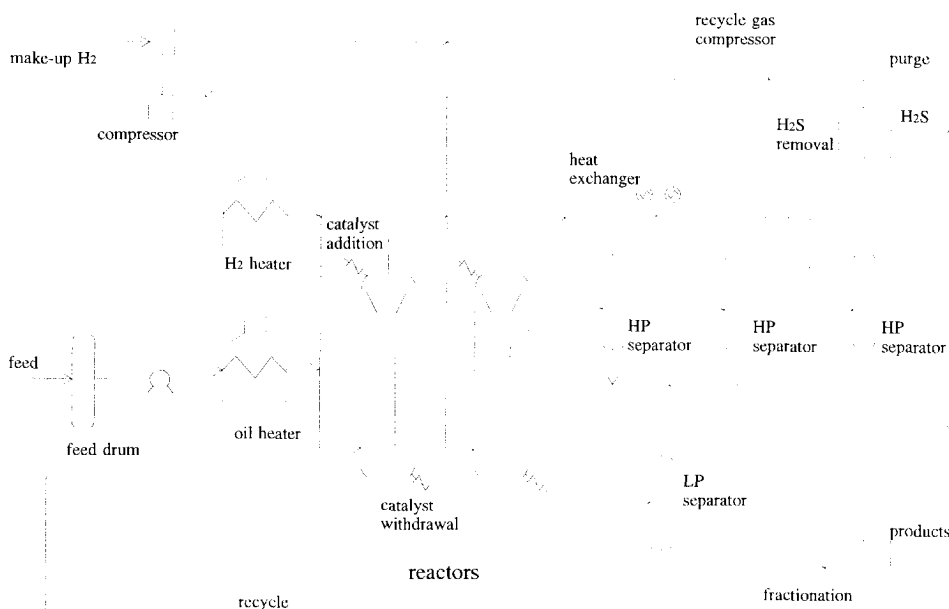 recycle gas
compressor
make-up H2
purge
compressor
H2S
removal
H2S
heat
exchanger
catalyst
addition
H2 heater
HP
separator
HP
separator
HP
separator
feed
feed drum
oil heater
LP
separator
catalyst
withdrawal
products
reactors
fractionation
recycle